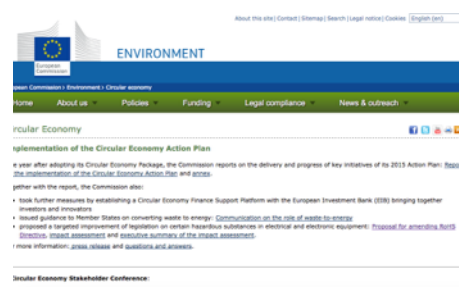 About this site | Contact | Sitemap | Search | Legal notice | Cookies English (en)
European
Commission
ENVIRONMENT
opean Commission > Environment > Circular economy
Home About us Policies Funding Legal compliance News & outreach
rcular Economy
mplementation of the Circular Economy Action Plan
e year after adopting its Circular Economy Package, the Commission reports on the delivery and progress of key initiatives of its 2015 Action Plan: Repo
the implementation of the Circular Economy Action Plan and annex.
gether with the report, the Commission also:
took further measures by establishing a Circular Economy Finance Support Platform with the European Investment Bank (EIB) bringing together
investors and innovators
issued guidance to Member States on converting waste to energy: Communication on the role of waste-to-energy
proposed a targeted improvement of legislation on certain hazardous substances in electrical and electronic equipment: Proposal for amending RoHS
Directive, impact assessment and executive summary of the impact assessment.
more information: press release and questions and answers.
Circular Economy Stakeholder Conference: